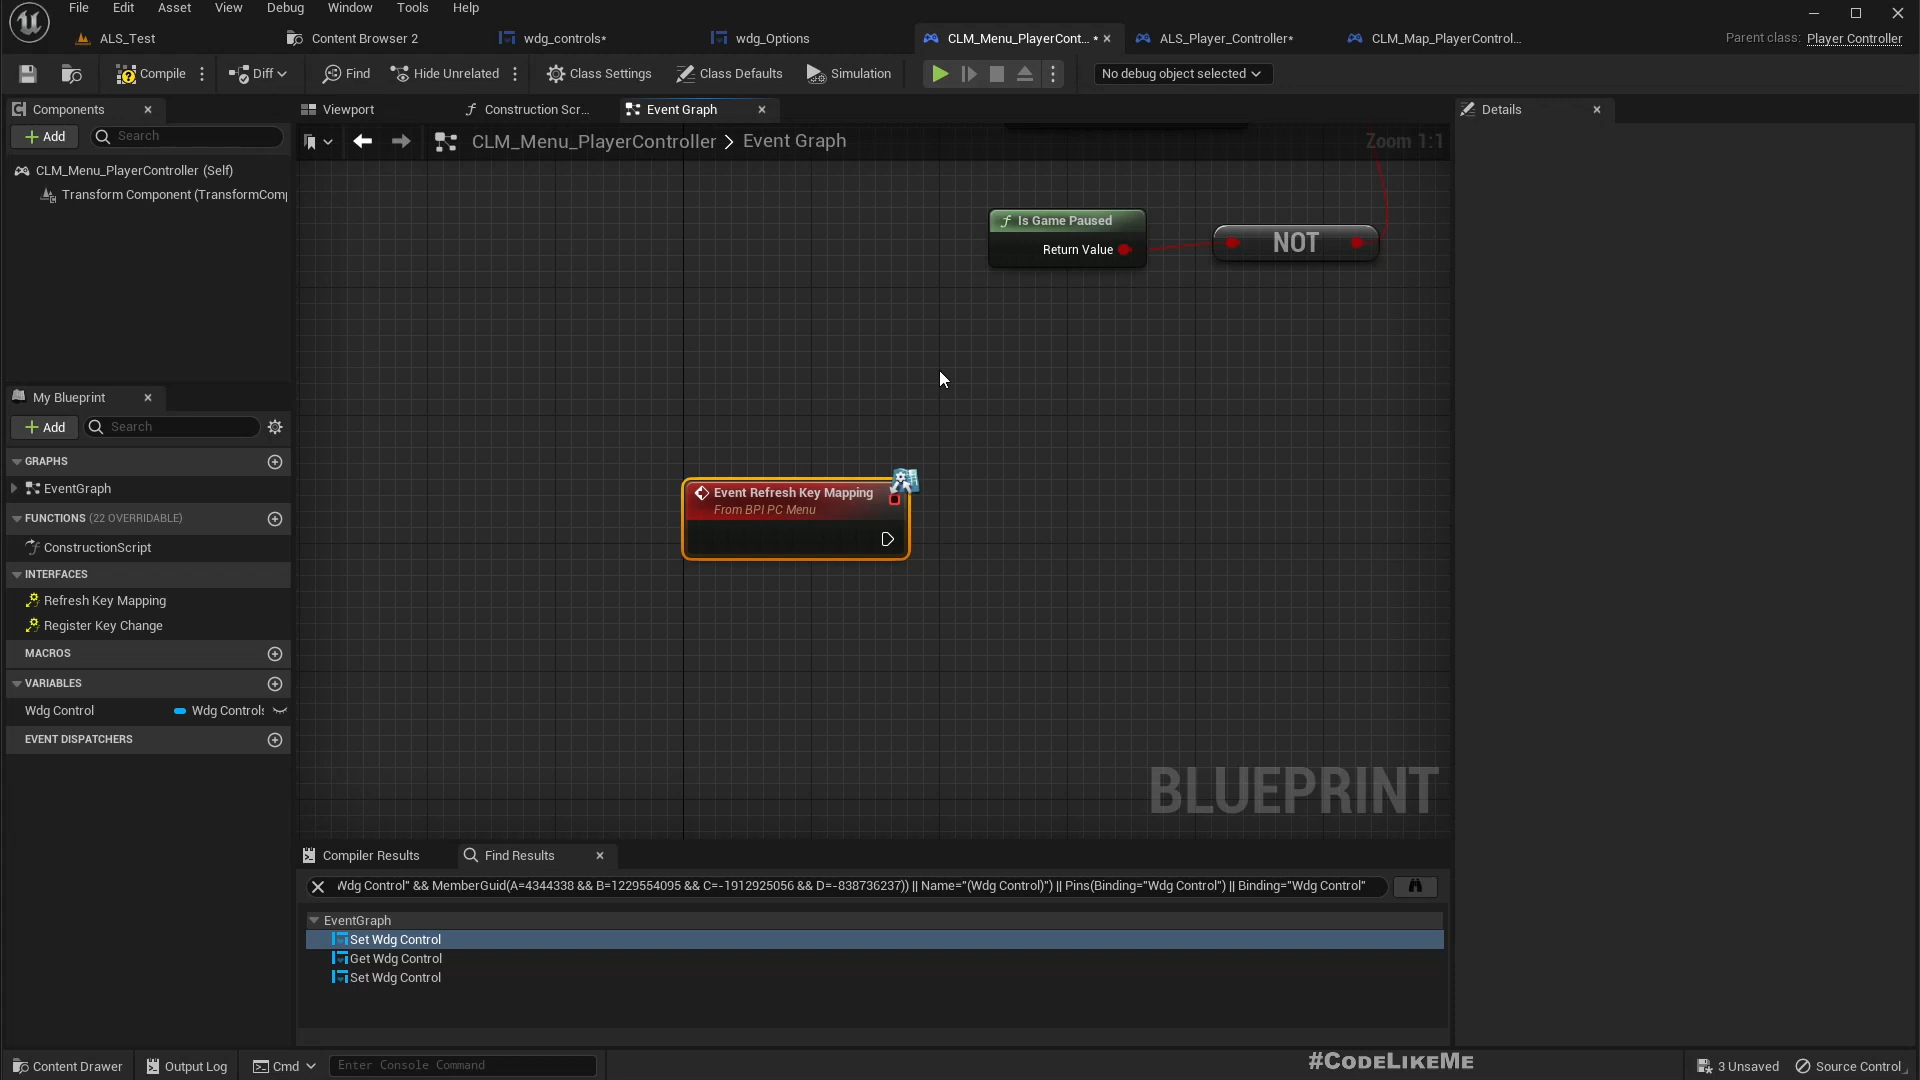 File Edit Asset View Debug Window Tools Help
ALS_Test Content Browser 2 wdg_controls* wdg_Options CLM_Menu_PlayerCont... * ALS_Player_Controller* CLM_Map_PlayerControl... Parent class: Player Controller
Compile Diff Find Hide Unrelated Class Settings Class Defaults Simulation No debug object selected
Components Viewport Construction Scr... Event Graph Details
Add Search CLM_Menu_PlayerController > Event Graph Zoom 1:1
CLM_Menu_PlayerController (Self)
Transform Component (TransformComp
f Is Game Paused
Return Value
NOT
My Blueprint
Add Search
GRAPHS
EventGraph
FUNCTIONS (22 OVERRIDABLE)
ConstructionScript
INTERFACES
Refresh Key Mapping
Register Key Change
MACROS
VARIABLES
Wdg Control Wdg Controls
EVENT DISPATCHERS
Event Refresh Key Mapping
From BPI PC Menu
BLUEPRINT
Compiler Results Find Results
Wdg Control" && MemberGuid(A=4344338 && B=1229554095 && C=-1912925056 && D=-838736237)) || Name="(Wdg Control)") || Pins(Binding="Wdg Control") || Binding="Wdg Control"
EventGraph
Set Wdg Control
Get Wdg Control
Set Wdg Control
Content Drawer Output Log Cmd Enter Console Command #CodeLikeMe 3 Unsaved Source Control